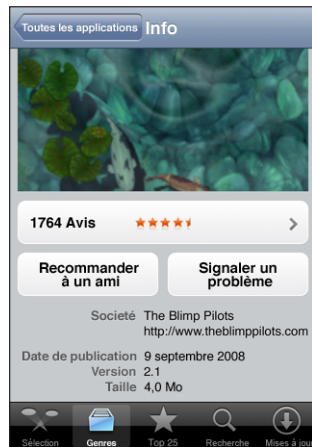 Toutes les applications Info
1764 Avis
Recommander
à un ami
Signaler un
problème
Societé The Blimp Pilots
http://www.theblimppilots.com
Date de publication 9 septembre 2008
Version 2.1
Taille 4,0 Mo
Sélection Genres Top 25 Recherche Mises à jour